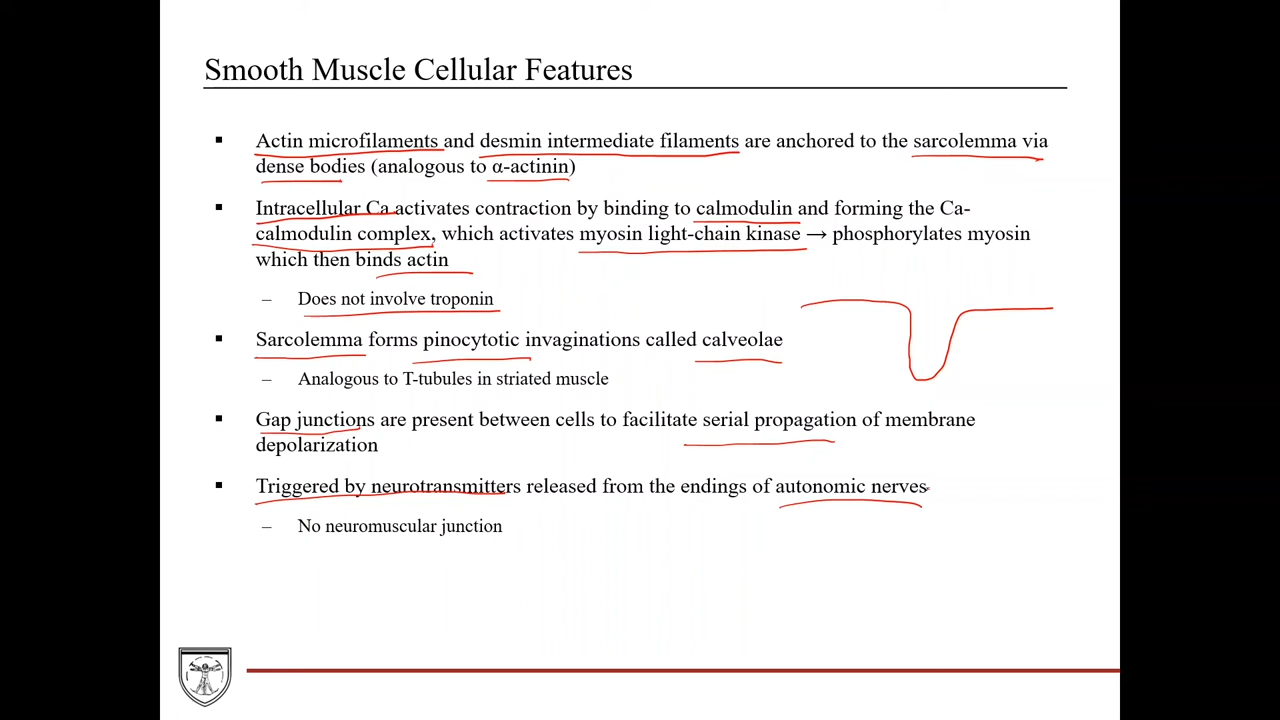 Smooth Muscle Cellular Features
▪ Actin microfilaments and desmin intermediate filaments are anchored to the sarcolemma via
dense bodies (analogous to α-actinin)
▪ Intracellular Ca activates contraction by binding to calmodulin and forming the Ca-
calmodulin complex, which activates myosin light-chain kinase → phosphorylates myosin
which then binds actin
– Does not involve troponin
▪ Sarcolemma forms pinocytotic invaginations called calveolae
– Analogous to T-tubules in striated muscle
▪ Gap junctions are present between cells to facilitate serial propagation of membrane
depolarization
▪ Triggered by neurotransmitters released from the endings of autonomic nerves
– No neuromuscular junction